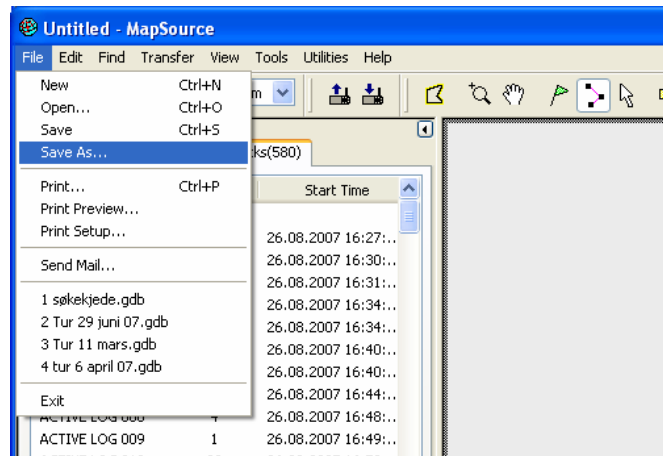 Untitled - MapSource
File Edit Find Transfer View Tools Utilities Help
New Ctrl+N
Open... Ctrl+O
Save Ctrl+S
Save As...
Print... Ctrl+P
Print Preview...
Print Setup...
Send Mail...
1 søkekjede.gdb
2 Tur 29 juni 07.gdb
3 Tur 11 mars.gdb
4 tur 6 april 07.gdb
Exit
m
ks(580)
Start Time
26.08.2007 16:27:..
26.08.2007 16:30:..
26.08.2007 16:31:..
26.08.2007 16:34:..
26.08.2007 16:34:..
26.08.2007 16:40:..
26.08.2007 16:40:..
26.08.2007 16:44:..
ACTIVE LOG 008 4 26.08.2007 16:48:..
ACTIVE LOG 009 1 26.08.2007 16:49:..